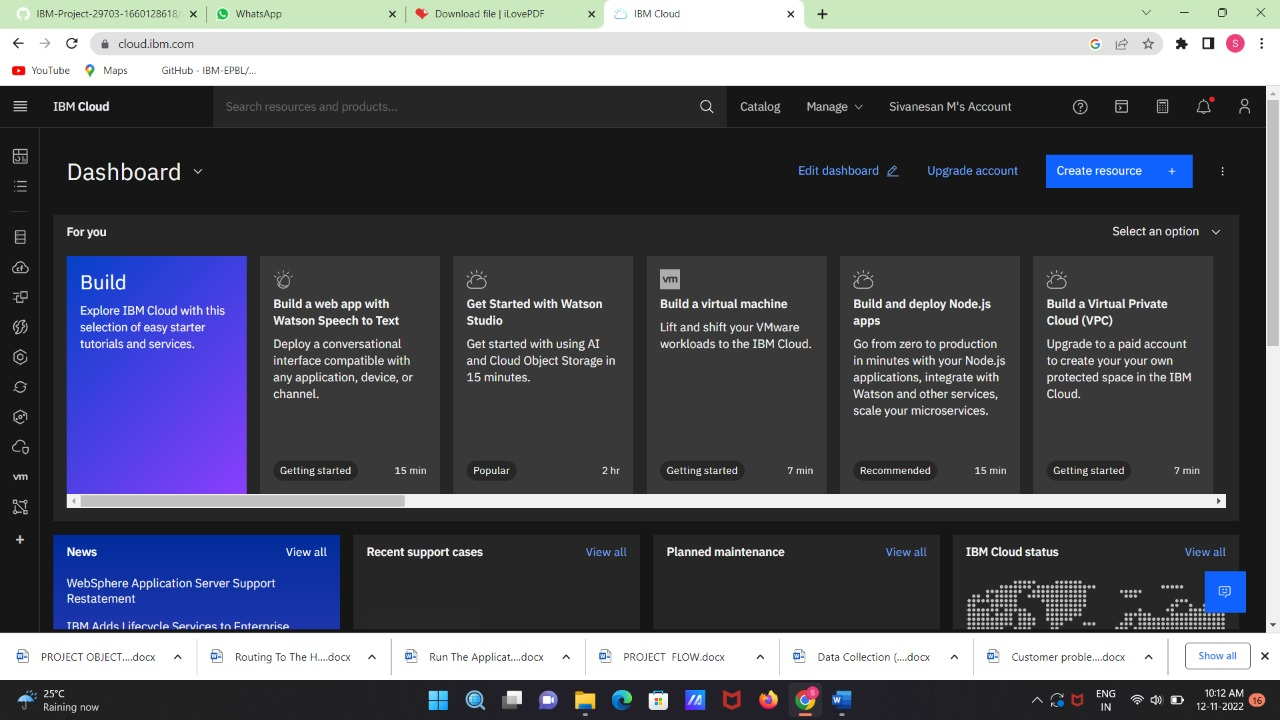 IBM-Project-29703-1660128618/
WhatsApp
Download file | iLovePDF
IBM Cloud
cloud.ibm.com
YouTube
Maps
GitHub - IBM-EPBL/...
IBM Cloud
Search resources and products...
Catalog
Manage
Sivanesan M's Account
Dashboard
Edit dashboard
Upgrade account
Create resource +
For you
Select an option
Build
Explore IBM Cloud with this
selection of easy starter
tutorials and services.
Build a web app with
Watson Speech to Text
Deploy a conversational
interface compatible with
any application, device, or
channel.
Getting started
15 min
Get Started with Watson
Studio
Get started with using AI
and Cloud Object Storage in
15 minutes.
Popular
2 hr
vm
Build a virtual machine
Lift and shift your VMware
workloads to the IBM Cloud.
Getting started
7 min
Build and deploy Node.js
apps
Go from zero to production
in minutes with your Node.js
applications, integrate with
Watson and other services,
scale your microservices.
Recommended
15 min
Build a Virtual Private
Cloud (VPC)
Upgrade to a paid account
to create your your own
protected space in the IBM
Cloud.
Getting started
7 min
vm
News
View all
WebSphere Application Server Support
Restatement
IBM Adds Lifecycle Services to Enterprise
Recent support cases
View all
Planned maintenance
View all
IBM Cloud status
View all
PROJECT OBJECT....docx
Routing To The H....docx
Run The Applicat....docx
PROJECT FLOW.docx
Data Collection (....docx
Customer proble....docx
Show all
25°C
Raining now
ENG
IN
10:12 AM
12-11-2022
16